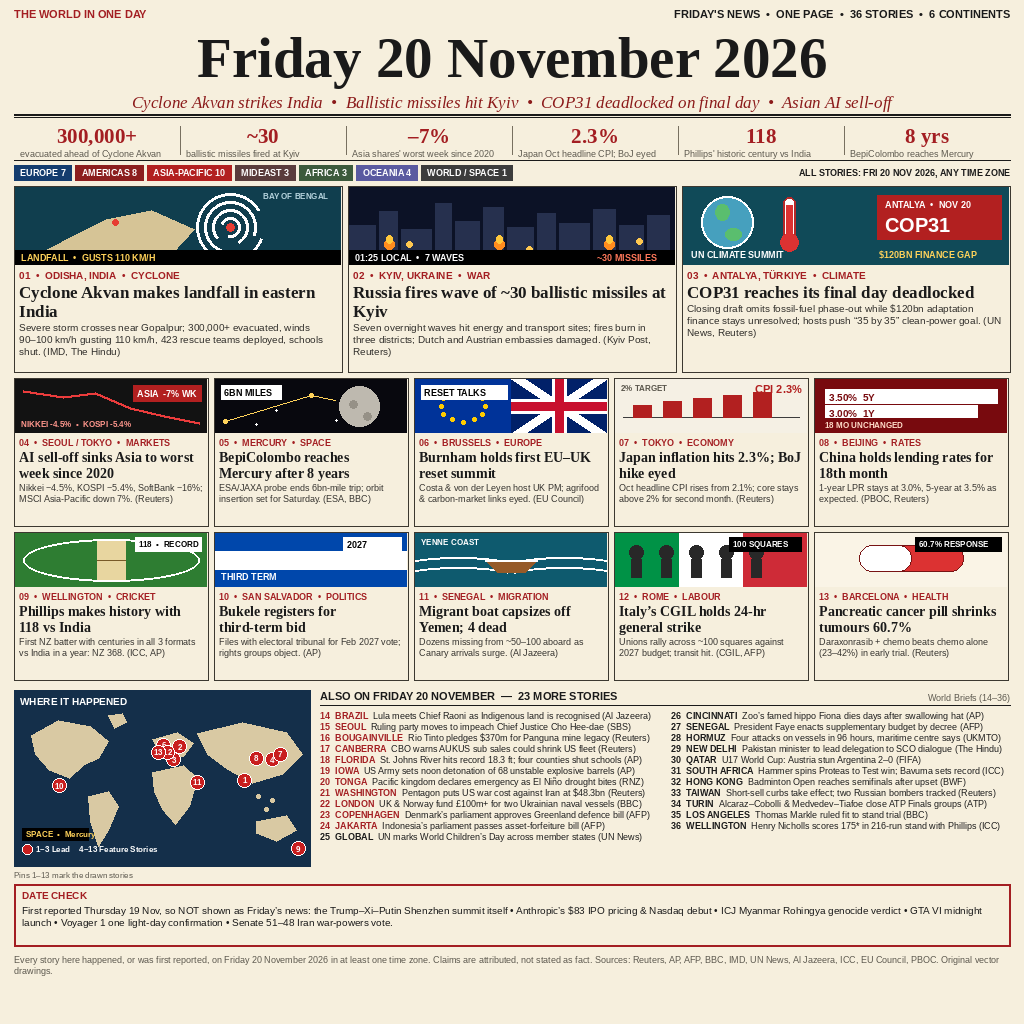 THE WORLD IN ONE DAY
FRIDAY'S NEWS • ONE PAGE • 36 STORIES • 6 CONTINENTS
Friday 20 November 2026
Cyclone Akvan strikes India • Ballistic missiles hit Kyiv • COP31 deadlocked on final day • Asian AI sell-off
300,000+
evacuated ahead of Cyclone Akvan
~30
ballistic missiles fired at Kyiv
–7%
Asia shares' worst week since 2020
2.3%
Japan Oct headline CPI; BoJ eyed
118
Phillips' historic century vs India
8 yrs
BepiColombo reaches Mercury
EUROPE 7
AMERICAS 8
ASIA-PACIFIC 10
MIDEAST 3
AFRICA 3
OCEANIA 4
WORLD / SPACE 1
ALL STORIES: FRI 20 NOV 2026, ANY TIME ZONE
BAY OF BENGAL
LANDFALL • GUSTS 110 KM/H
01 • ODISHA, INDIA • CYCLONE
Cyclone Akvan makes landfall in eastern
India
Severe storm crosses near Gopalpur; 300,000+ evacuated, winds
90–100 km/h gusting 110 km/h, 423 rescue teams deployed, schools
shut. (IMD, The Hindu)
01:25 LOCAL • 7 WAVES
~30 MISSILES
02 • KYIV, UKRAINE • WAR
Russia fires wave of ~30 ballistic missiles at
Kyiv
Seven overnight waves hit energy and transport sites; fires burn in
three districts; Dutch and Austrian embassies damaged. (Kyiv Post,
Reuters)
ANTALYA • NOV 20
COP31
UN CLIMATE SUMMIT
$120BN FINANCE GAP
03 • ANTALYA, TÜRKIYE • CLIMATE
COP31 reaches its final day deadlocked
Closing draft omits fossil-fuel phase-out while $120bn adaptation
finance stays unresolved; hosts push “35 by 35” clean-power goal. (UN
News, Reuters)
ASIA -7% WK
NIKKEI -4.5% • KOSPI -5.4%
04 • SEOUL / TOKYO • MARKETS
AI sell-off sinks Asia to worst
week since 2020
Nikkei −4.5%, KOSPI −5.4%, SoftBank ~16%;
MSCI Asia-Pacific down 7%. (Reuters)
6BN MILES
05 • MERCURY • SPACE
BepiColombo reaches
Mercury after 8 years
ESA/JAXA probe ends 6bn-mile trip; orbit
insertion set for Saturday. (ESA, BBC)
RESET TALKS
06 • BRUSSELS • EUROPE
Burnham holds first EU–UK
reset summit
Costa & von der Leyen host UK PM; agrifood
& carbon-market links eyed. (EU Council)
2% TARGET
CPI 2.3%
07 • TOKYO • ECONOMY
Japan inflation hits 2.3%; BoJ
hike eyed
Oct headline CPI rises from 2.1%; core stays
above 2% for second month. (Reuters)
3.50% 5Y
3.00% 1Y
18 MO UNCHANGED
08 • BEIJING • RATES
China holds lending rates for
18th month
1-year LPR stays at 3.0%, 5-year at 3.5% as
expected. (PBOC, Reuters)
118 • RECORD
09 • WELLINGTON • CRICKET
Phillips makes history with
118 vs India
First NZ batter with centuries in all 3 formats
vs India in a year: NZ 368. (ICC, AP)
2027
THIRD TERM
10 • SAN SALVADOR • POLITICS
Bukele registers for
third-term bid
Files with electoral tribunal for Feb 2027 vote;
rights groups object. (AP)
YENNE COAST
11 • SENEGAL • MIGRATION
Migrant boat capsizes off
Yemen; 4 dead
Dozens missing from ~50–100 aboard as
Canary arrivals surge. (Al Jazeera)
100 SQUARES
12 • ROME • LABOUR
Italy’s CGIL holds 24-hr
general strike
Unions rally across ~100 squares against
2027 budget; transit hit. (CGIL, AFP)
60.7% RESPONSE
13 • BARCELONA • HEALTH
Pancreatic cancer pill shrinks
tumours 60.7%
Daraxonrasib + chemo beats chemo alone
(23–42%) in early trial. (Reuters)
WHERE IT HAPPENED
13
2
8
7
10
11
1
SPACE • Mercury
1–3 Lead 4–13 Feature Stories
9
Pins 1–13 mark the drawn stories
ALSO ON FRIDAY 20 NOVEMBER — 23 MORE STORIES
World Briefs (14–36)
14 BRAZIL Lula meets Chief Raoni as Indigenous land is recognised (Al Jazeera)
15 SEOUL Ruling party moves to impeach Chief Justice Cho Hee-dae (SBS)
16 BOUGAINVILLE Rio Tinto pledges $370m for Panguna mine legacy (Reuters)
17 CANBERRA CBO warns AUKUS sub sales could shrink US fleet (Reuters)
18 FLORIDA St. Johns River hits record 18.3 ft; four counties shut schools (AP)
19 IOWA US Army sets noon detonation of 68 unstable explosive barrels (AP)
20 TONGA Pacific kingdom declares emergency as El Niño drought bites (RNZ)
21 WASHINGTON Pentagon puts US war cost against Iran at $48.3bn (Reuters)
22 LONDON UK & Norway fund £100m+ for two Ukrainian naval vessels (BBC)
23 COPENHAGEN Denmark's parliament approves Greenland defence bill (AFP)
24 JAKARTA Indonesia's parliament passes asset-forfeiture bill (AFP)
25 GLOBAL UN marks World Children's Day across member states (UN News)
26 CINCINNATI Zoo's famed hippo Fiona dies days after swallowing hat (AP)
27 SENEGAL President Faye enacts supplementary budget by decree (AFP)
28 HORMUZ Four attacks on vessels in 96 hours, maritime centre says (UKMTO)
29 NEW DELHI Pakistan minister to lead delegation to SCO dialogue (The Hindu)
30 QATAR U17 World Cup: Austria stun Argentina 2–0 (FIFA)
31 SOUTH AFRICA Hammer spins Proteas to Test win; Bavuma sets record (ICC)
32 HONG KONG Badminton Open reaches semifinals after upset (BWF)
33 TAIWAN Short-sell curbs take effect; two Russian bombers tracked (Reuters)
34 TURIN Alcaraz–Cobolli & Medvedev–Tiafoe close ATP Finals groups (ATP)
35 LOS ANGELES Thomas Markle ruled fit to stand trial (BBC)
36 WELLINGTON Henry Nicholls scores 175* in 216-run stand with Phillips (ICC)
DATE CHECK
First reported Thursday 19 Nov, so NOT shown as Friday's news: the Trump–Xi–Putin Shenzhen summit itself • Anthropic's $83 IPO pricing & Nasdaq debut • ICJ Myanmar Rohingya genocide verdict • GTA VI midnight
launch • Voyager 1 one light-day confirmation • Senate 51–48 Iran war-powers vote.
Every story here happened, or was first reported, on Friday 20 November 2026 in at least one time zone. Claims are attributed, not stated as fact. Sources: Reuters, AP, AFP, BBC, IMD, UN News, Al Jazeera, ICC, EU Council, PBOC. Original vector
drawings.